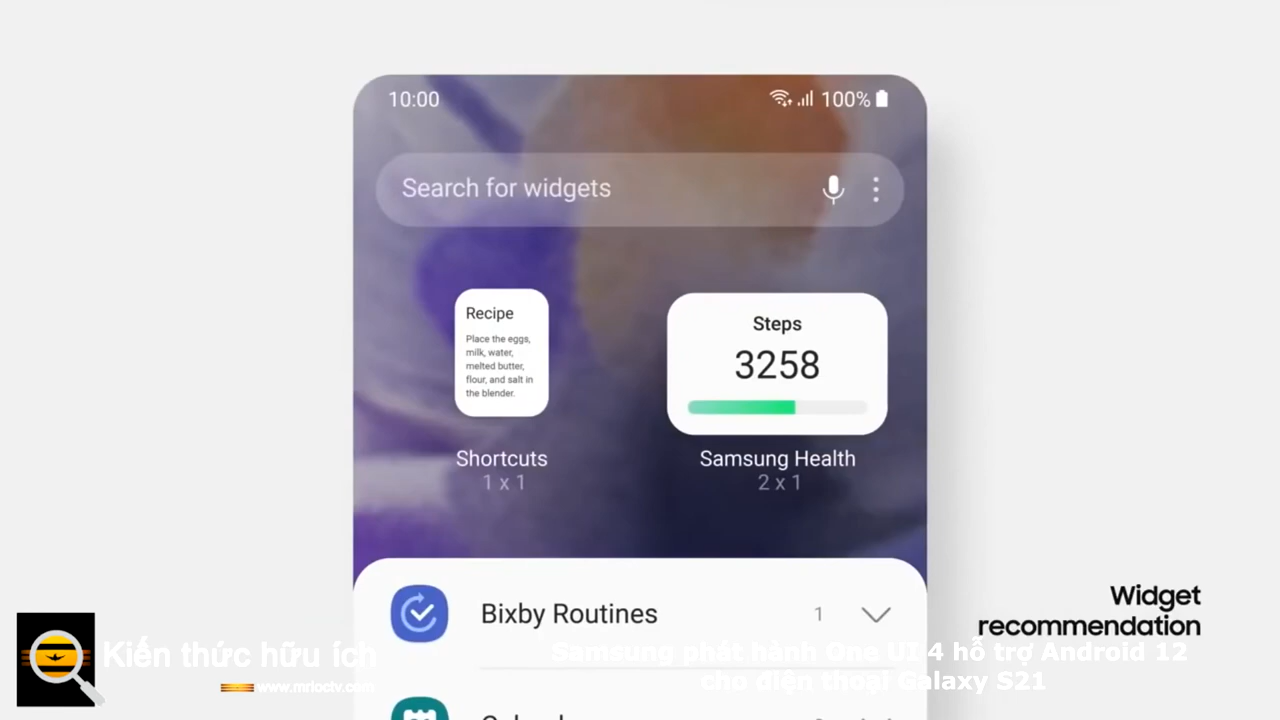 10:00
100%
Search for widgets
Recipe
Place the eggs,
milk, water,
melted butter,
flour, and salt in
the blender.
Steps
3258
Shortcuts
1 x 1
Samsung Health
2 x 1
Bixby Routines
1
Widget
recommendation
Kiến thức hữu ích
www.mrloctv.com
Samsung phát hành One UI 4 hỗ trợ Android 12
cho điện thoại Galaxy S21